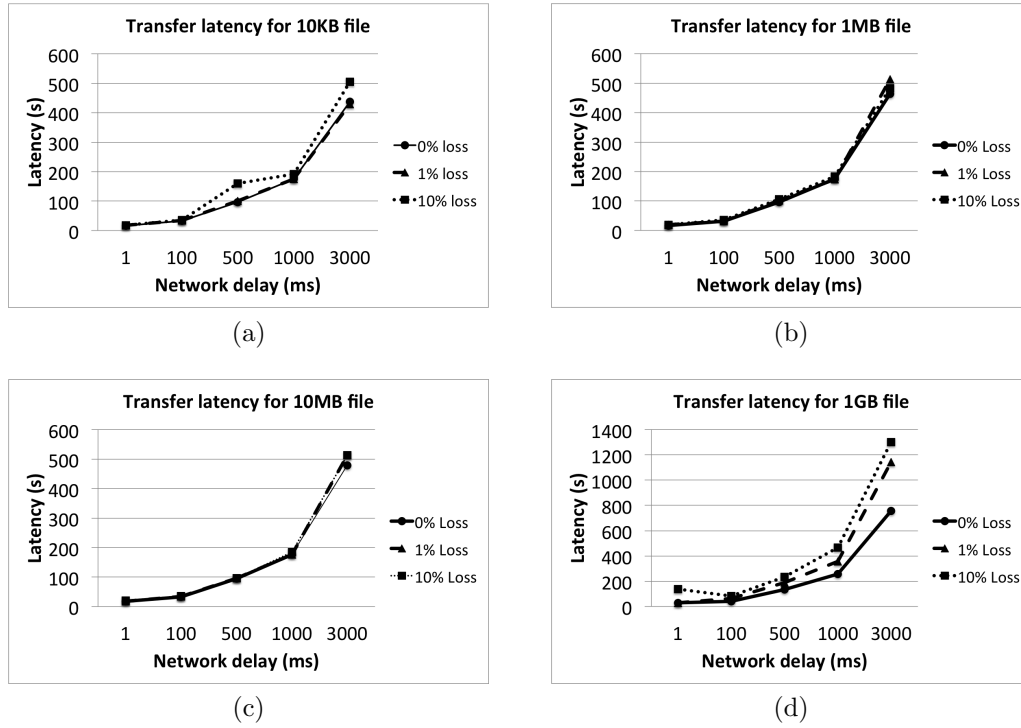 Transfer latency for 10KB file
600
500
400
300
200
100
0
Latency (s)
1 100 500 1000 3000
Network delay (ms)
0% loss
1% loss
10% loss
(a)
Transfer latency for 1MB file
600
500
400
300
200
100
0
Latency (s)
1 100 500 1000 3000
Network delay (ms)
0% Loss
1% Loss
10% Loss
(b)
Transfer latency for 10MB file
600
500
400
300
200
100
0
Latency (s)
1 100 500 1000 3000
Network delay (ms)
0% Loss
1% Loss
10% Loss
(c)
Transfer latency for 1GB file
1400
1200
1000
800
600
400
200
0
Latency (s)
1 100 500 1000 3000
Network delay (ms)
0% Loss
1% Loss
10% Loss
(d)